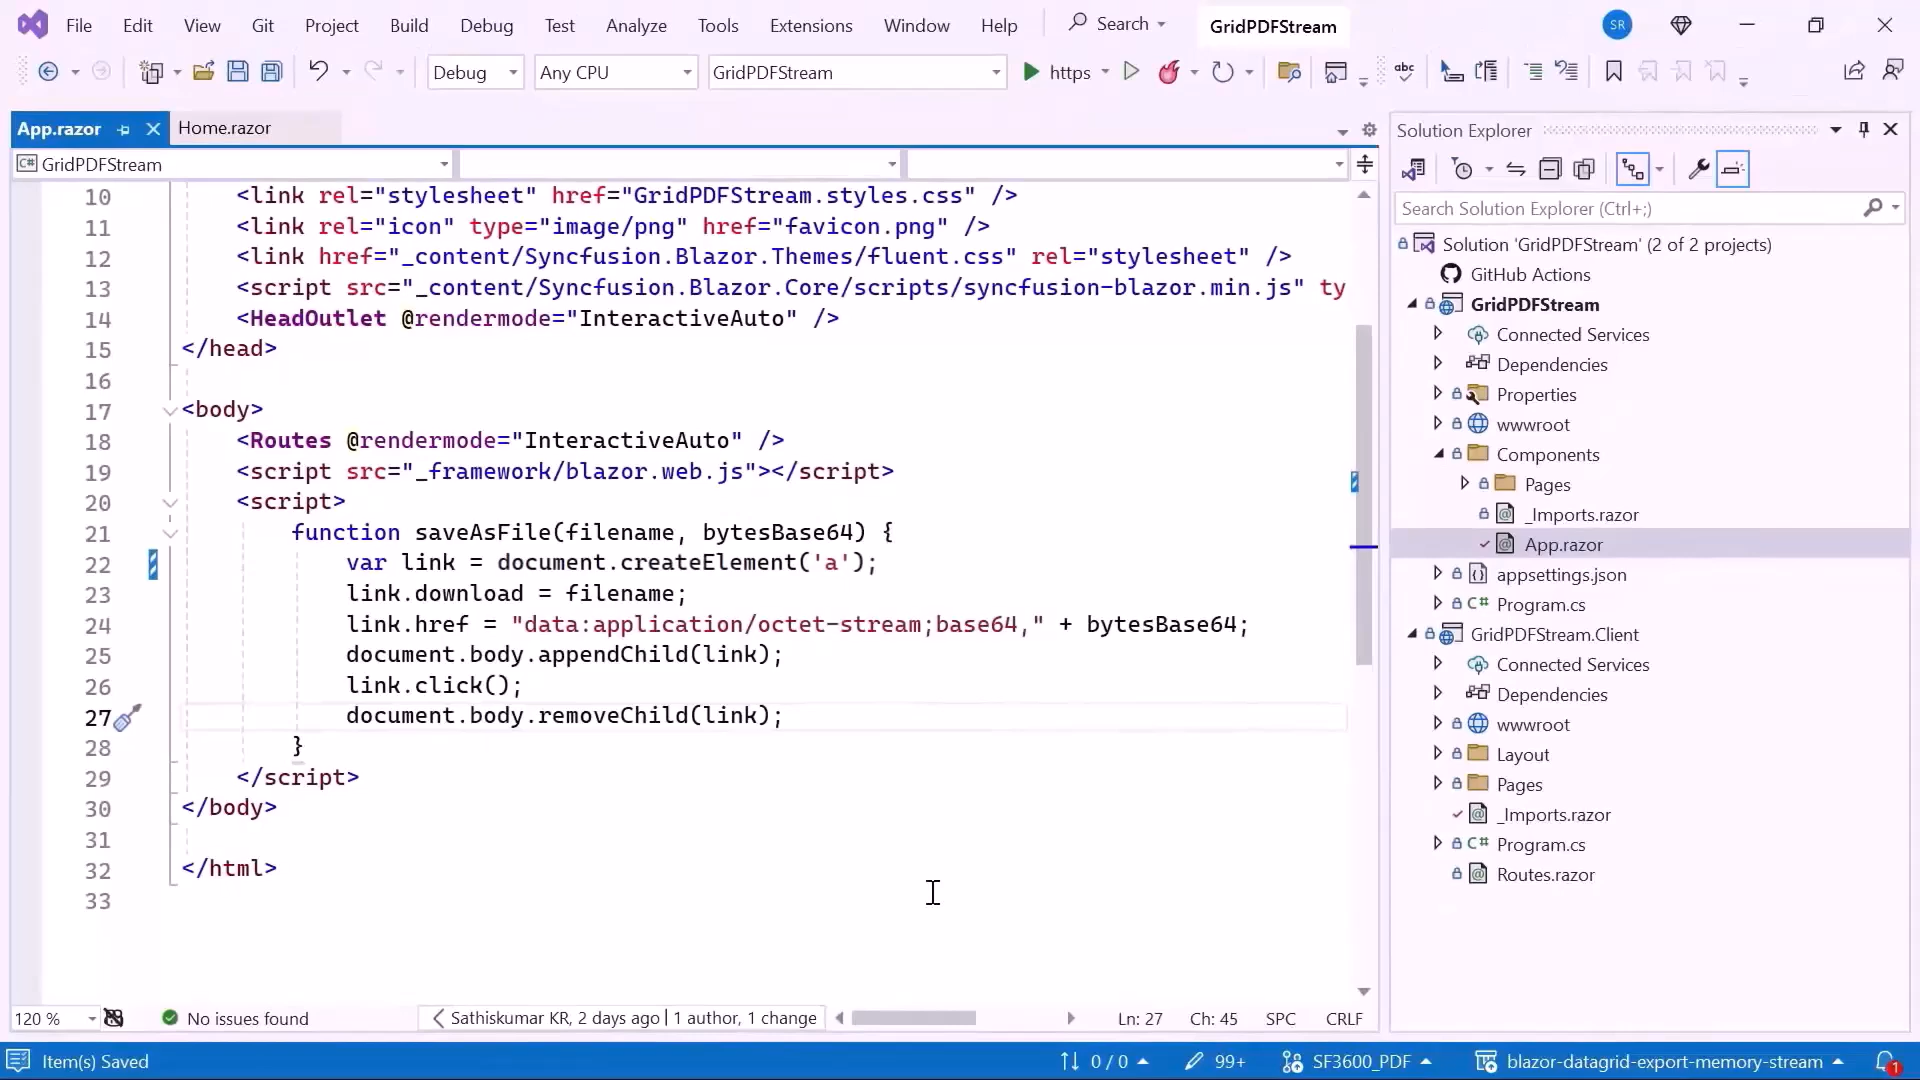 File Edit View Git Project Build Debug Test Analyze Tools Extensions Window Help Search GridPDFStream SR
Debug Any CPU GridPDFStream https abc
App.razor Home.razor
C# GridPDFStream
10 <link rel="stylesheet" href="GridPDFStream.styles.css" />
11 <link rel="icon" type="image/png" href="favicon.png" />
12 <link href="_content/Syncfusion.Blazor.Themes/fluent.css" rel="stylesheet" />
13 <script src="_content/Syncfusion.Blazor.Core/scripts/syncfusion-blazor.min.js" ty
14 <HeadOutlet @rendermode="InteractiveAuto" />
15 </head>
16
17 <body>
18 <Routes @rendermode="InteractiveAuto" />
19 <script src="_framework/blazor.web.js"></script>
20 <script>
21 function saveAsFile(filename, bytesBase64) {
22 var link = document.createElement('a');
23 link.download = filename;
24 link.href = "data:application/octet-stream;base64," + bytesBase64;
25 document.body.appendChild(link);
26 link.click();
27 document.body.removeChild(link);
28 }
29 </script>
30 </body>
31
32 </html>
33
120 % No issues found Sathiskumar KR, 2 days ago | 1 author, 1 change Ln: 27 Ch: 45 SPC CRLF
Solution Explorer
Search Solution Explorer (Ctrl+;)
Solution 'GridPDFStream' (2 of 2 projects)
GitHub Actions
GridPDFStream
Connected Services
Dependencies
Properties
wwwroot
Components
Pages
_Imports.razor
App.razor
appsettings.json
C# Program.cs
GridPDFStream.Client
Connected Services
Dependencies
wwwroot
Layout
Pages
_Imports.razor
C# Program.cs
Routes.razor
Item(s) Saved 0 / 0 99+ SF3600_PDF blazor-datagrid-export-memory-stream 1